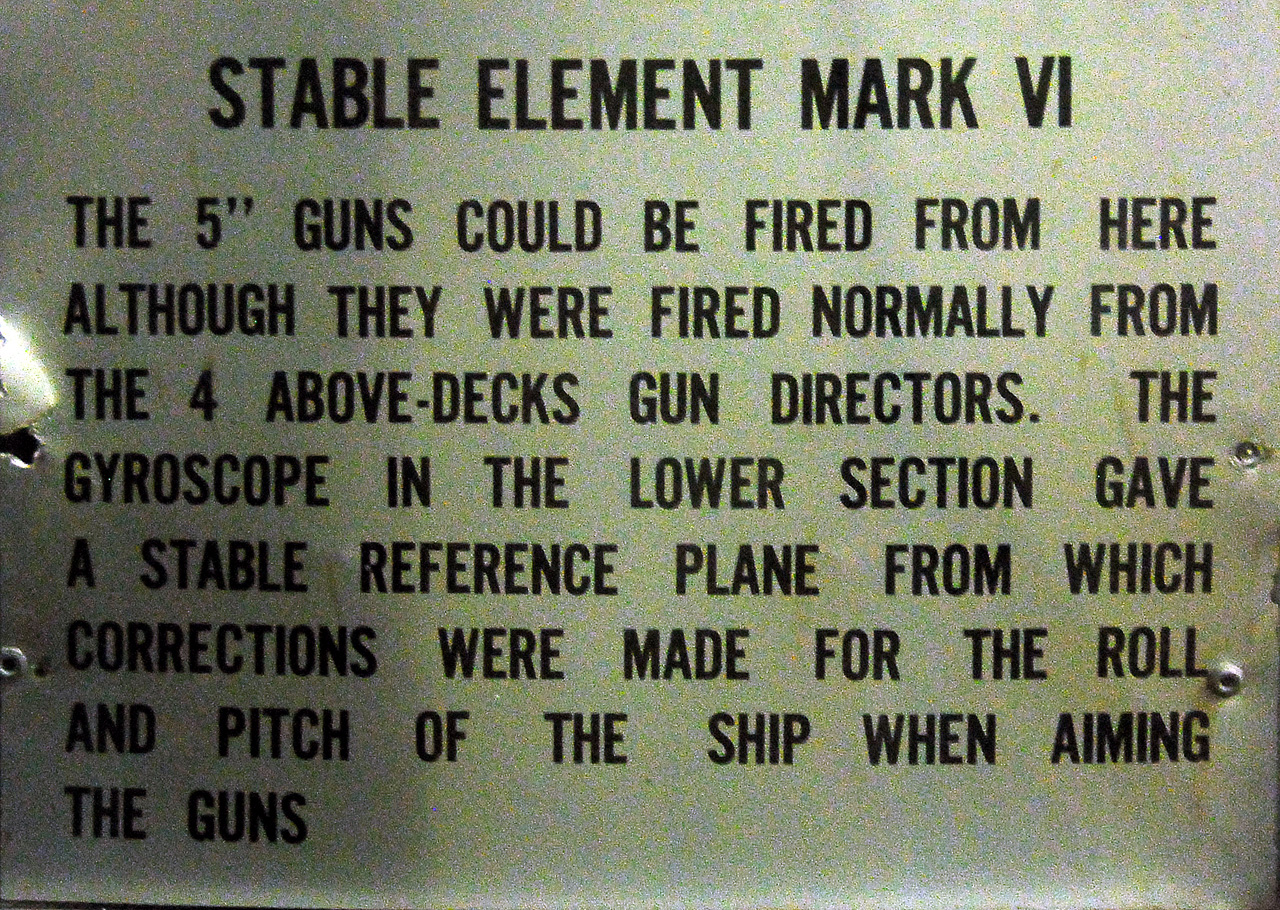 STABLE ELEMENT MARK VI
THE 5'' GUNS COULD BE FIRED FROM HERE
ALTHOUGH THEY WERE FIRED NORMALLY FROM
THE 4 ABOVE-DECKS GUN DIRECTORS. THE
GYROSCOPE IN THE LOWER SECTION GAVE
A STABLE REFERENCE PLANE FROM WHICH
CORRECTIONS WERE MADE FOR THE ROLL
AND PITCH OF THE SHIP WHEN AIMING
THE GUNS